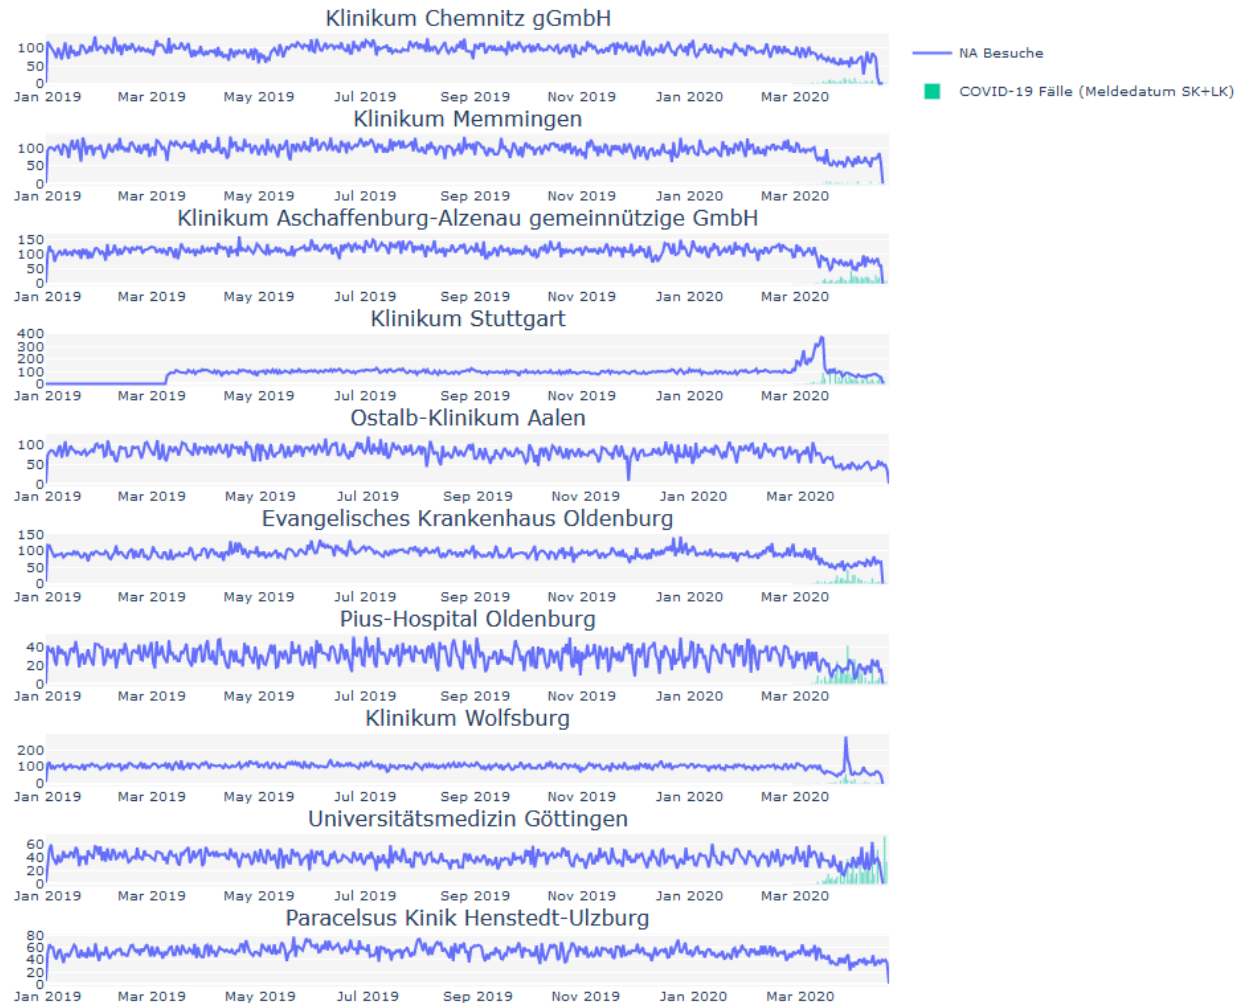 Klinikum Chemnitz gGmbH
100
50
0
Jan 2019 Mar 2019 May 2019 Jul 2019 Sep 2019 Nov 2019 Jan 2020 Mar 2020
NA Besuche
COVID-19 Fälle (Meldedatum SK+LK)
Klinikum Memmingen
100
50
0
Jan 2019 Mar 2019 May 2019 Jul 2019 Sep 2019 Nov 2019 Jan 2020 Mar 2020
Klinikum Aschaffenburg-Alzenau gemeinnützige GmbH
150
100
50
0
Jan 2019 Mar 2019 May 2019 Jul 2019 Sep 2019 Nov 2019 Jan 2020 Mar 2020
Klinikum Stuttgart
400
300
200
100
0
Jan 2019 Mar 2019 May 2019 Jul 2019 Sep 2019 Nov 2019 Jan 2020 Mar 2020
Ostalb-Klinikum Aalen
100
50
0
Jan 2019 Mar 2019 May 2019 Jul 2019 Sep 2019 Nov 2019 Jan 2020 Mar 2020
Evangelisches Krankenhaus Oldenburg
150
100
50
0
Jan 2019 Mar 2019 May 2019 Jul 2019 Sep 2019 Nov 2019 Jan 2020 Mar 2020
Pius-Hospital Oldenburg
40
20
0
Jan 2019 Mar 2019 May 2019 Jul 2019 Sep 2019 Nov 2019 Jan 2020 Mar 2020
Klinikum Wolfsburg
200
100
0
Jan 2019 Mar 2019 May 2019 Jul 2019 Sep 2019 Nov 2019 Jan 2020 Mar 2020
Universitätsmedizin Göttingen
60
40
20
0
Jan 2019 Mar 2019 May 2019 Jul 2019 Sep 2019 Nov 2019 Jan 2020 Mar 2020
Paracelsus Kinik Henstedt-Ulzburg
80
60
40
20
0
Jan 2019 Mar 2019 May 2019 Jul 2019 Sep 2019 Nov 2019 Jan 2020 Mar 2020